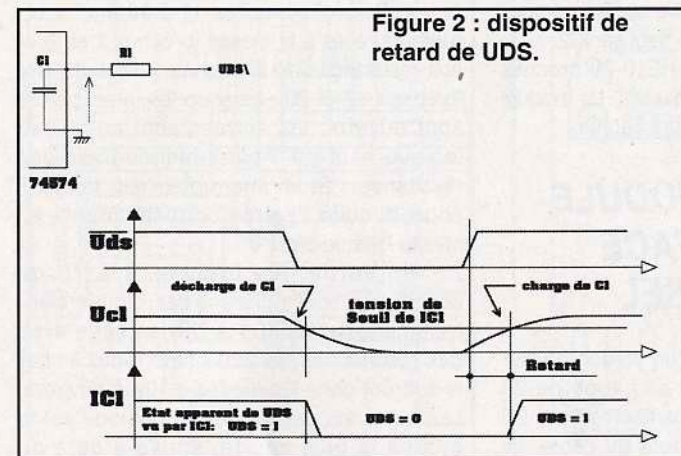 Figure 2 : dispositif de
retard de UDS.
C1
R1
UDS\
74574
Uds
décharge de C1
tension de
Seuil de IC1
charge de C1
Uc1
Retard
IC1
Etat apparent de UDS
vu par IC1: UDS = 1
UDS = 0
UDS = 1